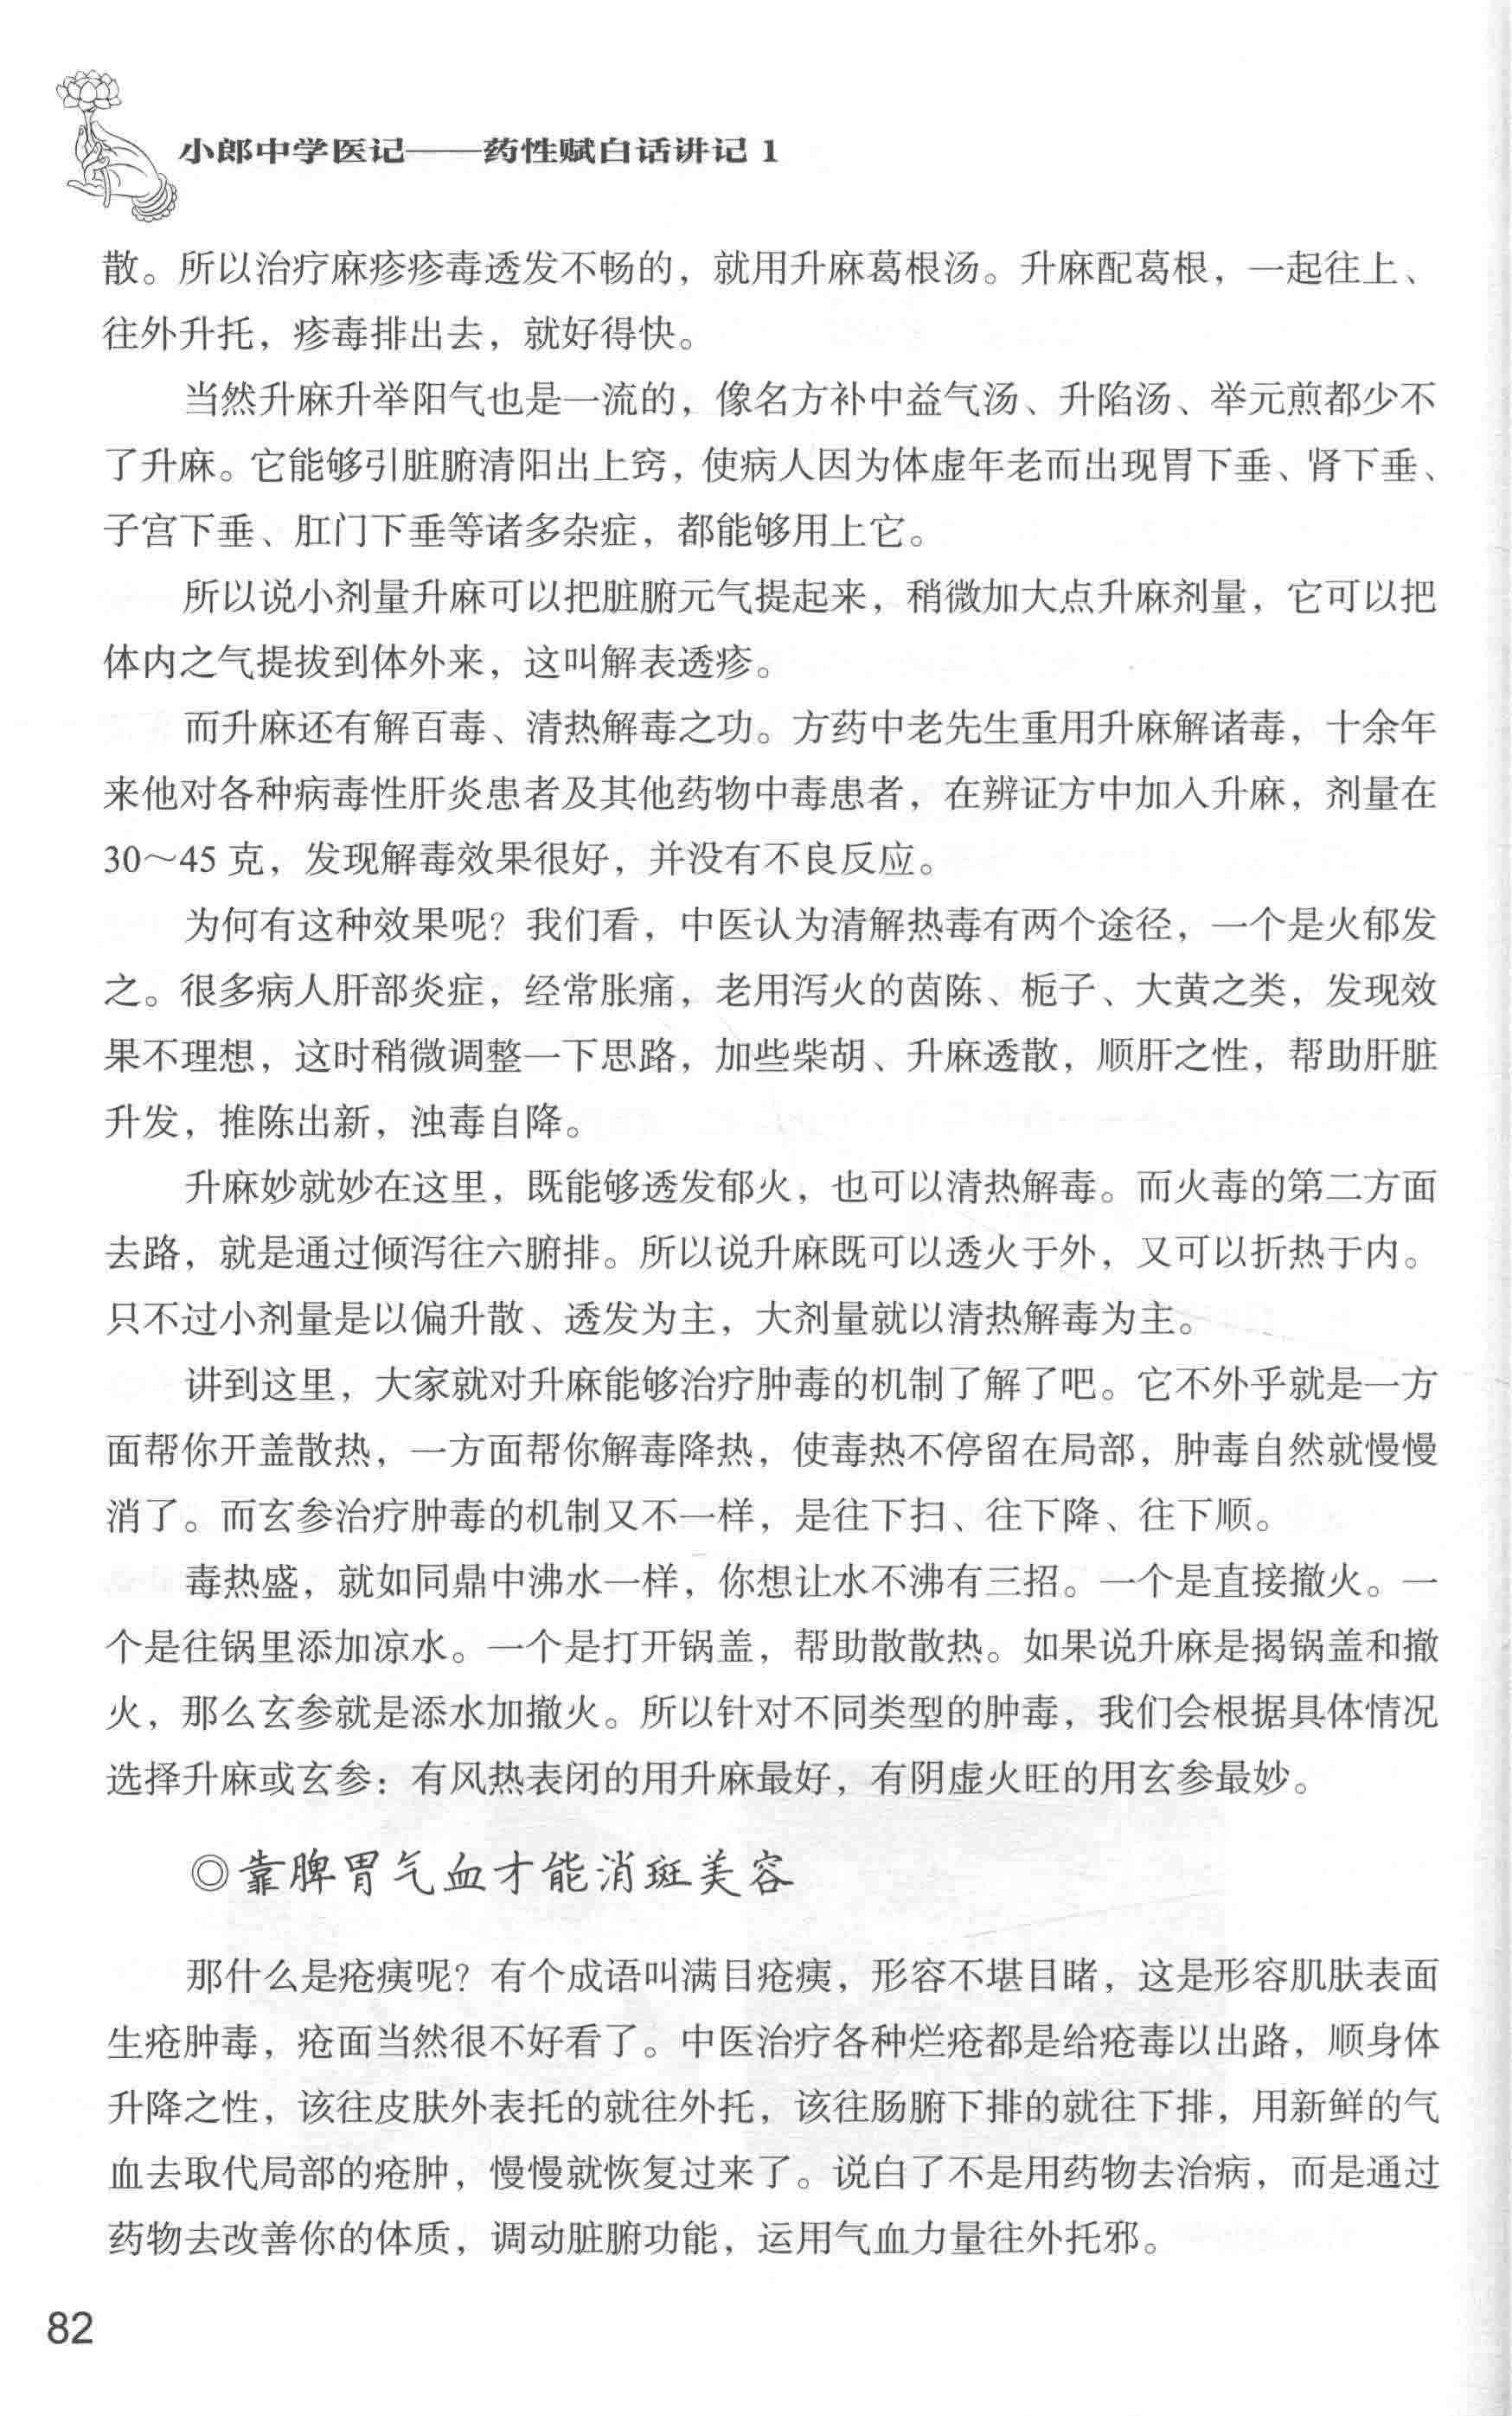 小郎中学医记——药性赋白话讲记 1
散。所以治疗麻疹疹毒透发不畅的，就用升麻葛根汤。升麻配葛根，一起往上、
往外升托，疹毒排出去，就好得快。
当然升麻升举阳气也是一流的，像名方补中益气汤、升陷汤、举元煎都少不
了升麻。它能够引脏腑清阳出上窍，使病人因为体虚年老而出现胃下垂、肾下垂、
子宫下垂、肛门下垂等诸多杂症，都能够用上它。
所以说小剂量升麻可以把脏腑元气提起来，稍微加大点升麻剂量，它可以把
体内之气提拔到体外来，这叫解表透疹。
而升麻还有解百毒、清热解毒之功。方药中老先生重用升麻解诸毒，十余年
来他对各种病毒性肝炎患者及其他药物中毒患者，在辨证方中加入升麻，剂量在
30～45 克，发现解毒效果很好，并没有不良反应。
为何有这种效果呢？我们看，中医认为清解热毒有两个途径，一个是火郁发
之。很多病人肝部炎症，经常胀痛，老用泻火的茵陈、栀子、大黄之类，发现效
果不理想，这时稍微调整一下思路，加些柴胡、升麻透散，顺肝之性，帮助肝脏
升发，推陈出新，浊毒自降。
升麻妙就妙在这里，既能够透发郁火，也可以清热解毒。而火毒的第二方面
去路，就是通过倾泻往六腑排。所以说升麻既可以透火于外，又可以折热于内。
只不过小剂量是以偏升散、透发为主，大剂量就以清热解毒为主。
讲到这里，大家就对升麻能够治疗肿毒的机制了解了吧。它不外乎就是一方
面帮你开盖散热，一方面帮你解毒降热，使毒热不停留在局部，肿毒自然就慢慢
消了。而玄参治疗肿毒的机制又不一样，是往下扫、往下降、往下顺。
毒热盛，就如同鼎中沸水一样，你想让水不沸有三招。一个是直接撤火。一
个是往锅里添加凉水。一个是打开锅盖，帮助散散热。如果说升麻是揭锅盖和撤
火，那么玄参就是添水加撤火。所以针对不同类型的肿毒，我们会根据具体情况
选择升麻或玄参：有风热表闭的用升麻最好，有阴虚火旺的用玄参最妙。
◎靠脾胃气血才能消斑美容
那什么是疮痍呢？有个成语叫满目疮痍，形容不堪目睹，这是形容肌肤表面
生疮肿毒，疮面当然很不好看了。中医治疗各种烂疮都是给疮毒以出路，顺身体
升降之性，该往皮肤外表托的就往外托，该往肠腑下排的就往下排，用新鲜的气
血去取代局部的疮肿，慢慢就恢复过来了。说白了不是用药物去治病，而是通过
药物去改善你的体质，调动脏腑功能，运用气血力量往外托邪。
82